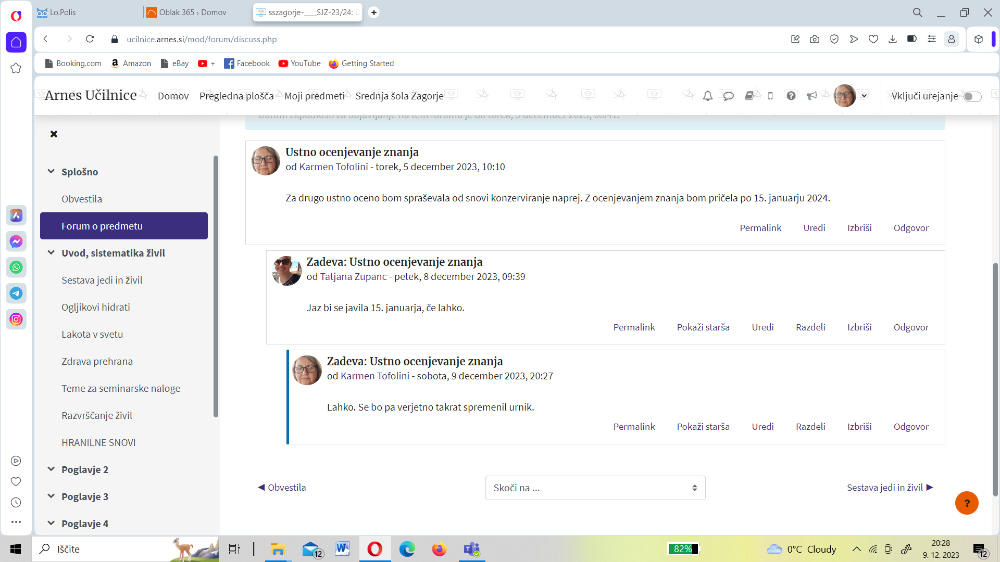 Lo.Polis
Oblak 365 › Domov
sszagorje-____SJZ-23/24: U
ucilnice.arnes.si/mod/forum/discuss.php
Booking.com
Amazon
eBay
+
Facebook
YouTube
Getting Started
Arnes Učilnice
Domov
Pregledna plošča
Moji predmeti
Srednja šola Zagorje
Vključi urejanje
Datum zapadlosti za objavljanje na tem forumu je bil torek, 5 december 2023, 08:41.
Splošno
Obvestila
Forum o predmetu
Uvod, sistematika živil
Sestava jedi in živil
Ogljikovi hidrati
Lakota v svetu
Zdrava prehrana
Teme za seminarske naloge
Razvrščanje živil
HRANILNE SNOVI
Poglavje 2
Poglavje 3
Poglavje 4
Ustno ocenjevanje znanja
od Karmen Tofolini - torek, 5 december 2023, 10:10
Za drugo ustno oceno bom spraševala od snovi konzerviranje naprej. Z ocenjevanjem znanja bom pričela po 15. januarju 2024.
Permalink Uredi Izbriši Odgovor
Zadeva: Ustno ocenjevanje znanja
od Tatjana Zupanc - petek, 8 december 2023, 09:39
Jaz bi se javila 15. januarja, če lahko.
Permalink Pokaži starša Uredi Razdeli Izbriši Odgovor
Zadeva: Ustno ocenjevanje znanja
od Karmen Tofolini - sobota, 9 december 2023, 20:27
Lahko. Se bo pa verjetno takrat spremenil urnik.
Permalink Pokaži starša Uredi Razdeli Izbriši Odgovor
◀ Obvestila
Skoči na ...
Sestava jedi in živil ▶
?
Iščite
12
82%
0°C Cloudy
20:28
9. 12. 2023
12